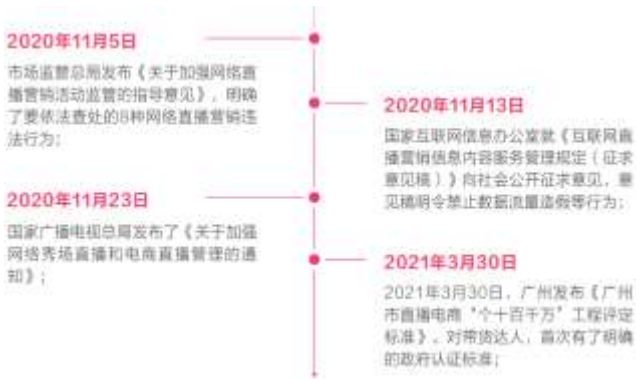 2020年11月5日
市场监督总局发布《关于加强网络直
播营销活动监管的指导意见》，明确
了要依法查处的8种网络直播营销违
法行为；
2020年11月13日
国家互联网信息办公室就《互联网直
播营销信息内容服务管理规定（征求
意见稿）》向社会公开征求意见，意
见稿明令禁止数据流量造假等行为；
2020年11月23日
国家广播电视总局发布了《关于加强
网络秀场直播和电商直播管理的通
知》；
2021年3月30日
2021年3月30日，广州发布《广州
市直播电商“个十百千万”工程评定
标准》，对带货达人，首次有了明确
的政府认证标准；